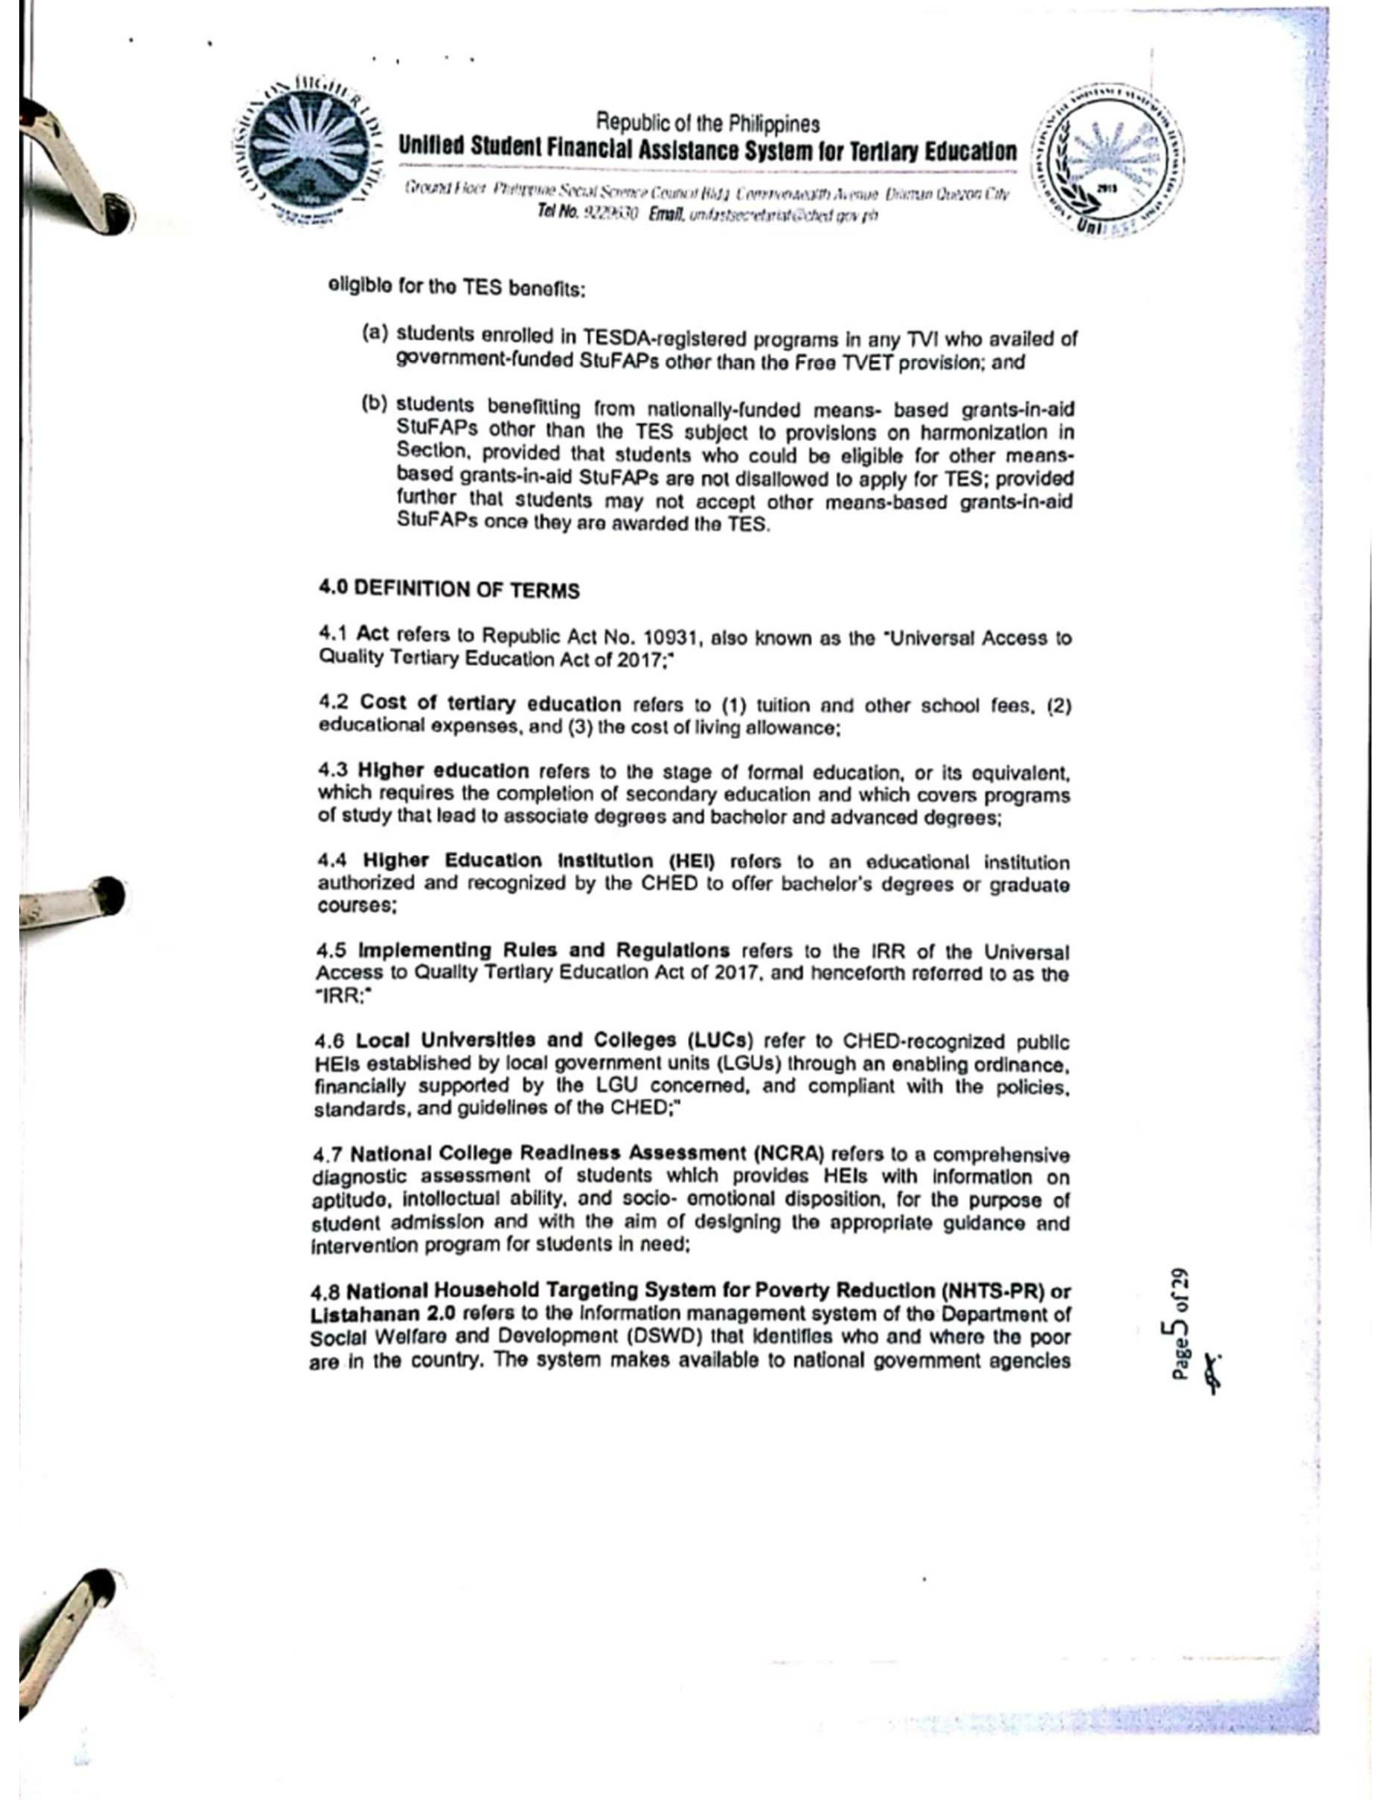 COMMISSION ON HIGHER EDUCATION
Republic of the Philippines
Unified Student Financial Assistance System for Tertiary Education
Ground Floor Philippine Social Science Council Bldg Commonwealth Avenue Diliman Quezon City
Tel No. 9229630 Email. unifastsecretariat@ched gov ph
2015
UniFAST
eligible for the TES benefits:
(a) students enrolled in TESDA-registered programs in any TVI who availed of
government-funded StuFAPs other than the Free TVET provision; and
(b) students benefitting from nationally-funded means- based grants-in-aid
StuFAPs other than the TES subject to provisions on harmonization in
Section, provided that students who could be eligible for other means-
based grants-in-aid StuFAPs are not disallowed to apply for TES; provided
further that students may not accept other means-based grants-in-aid
StuFAPs once they are awarded the TES.
4.0 DEFINITION OF TERMS
4.1 Act refers to Republic Act No. 10931, also known as the "Universal Access to
Quality Tertiary Education Act of 2017;"
4.2 Cost of tertiary education refers to (1) tuition and other school fees, (2)
educational expenses, and (3) the cost of living allowance;
4.3 Higher education refers to the stage of formal education, or its equivalent,
which requires the completion of secondary education and which covers programs
of study that lead to associate degrees and bachelor and advanced degrees;
4.4 Higher Education Institution (HEI) refers to an educational institution
authorized and recognized by the CHED to offer bachelor's degrees or graduate
courses;
4.5 Implementing Rules and Regulations refers to the IRR of the Universal
Access to Quality Tertiary Education Act of 2017, and henceforth referred to as the
"IRR;"
4.6 Local Universities and Colleges (LUCs) refer to CHED-recognized public
HEIs established by local government units (LGUs) through an enabling ordinance,
financially supported by the LGU concerned, and compliant with the policies,
standards, and guidelines of the CHED;"
4.7 National College Readiness Assessment (NCRA) refers to a comprehensive
diagnostic assessment of students which provides HEIs with information on
aptitude, intellectual ability, and socio- emotional disposition, for the purpose of
student admission and with the aim of designing the appropriate guidance and
intervention program for students in need;
4.8 National Household Targeting System for Poverty Reduction (NHTS-PR) or
Listahanan 2.0 refers to the information management system of the Department of
Social Welfare and Development (DSWD) that identifies who and where the poor
are in the country. The system makes available to national government agencies
Page 5 of 29